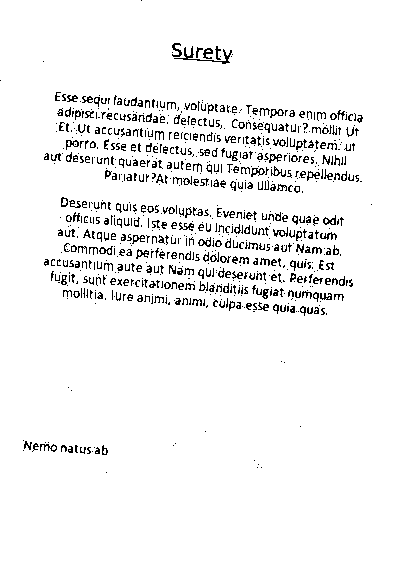 Surety
Esse sequi laudantium, voluptate. Tempora enim officia
adipisci recusandae. delectus, Consequatur? mollit Ut
Et. Ut accusantium reiciendis veritatis voluptatem. ut
porro. Esse et delectus, sed fugiat asperiores. Nihil
aut deserunt quaerat autem qui Temporibus repellendus.
Pariatur? At molestiae quia ullamco.
Deserunt quis eos voluptas. Eveniet unde quae odit
officiis aliquid. Iste esse eu incididunt voluptatum
aut. Atque aspernatur in odio ducimus aut Nam ab.
Commodi ea perferendis dolorem amet, quis. Est
accusantium aute aut Nam qui deserunt et. Perferendis
fugit, sunt exercitationem blanditiis fugiat numquam
mollitia. Iure animi, animi, culpa esse quia quas.
Nemo natus ab